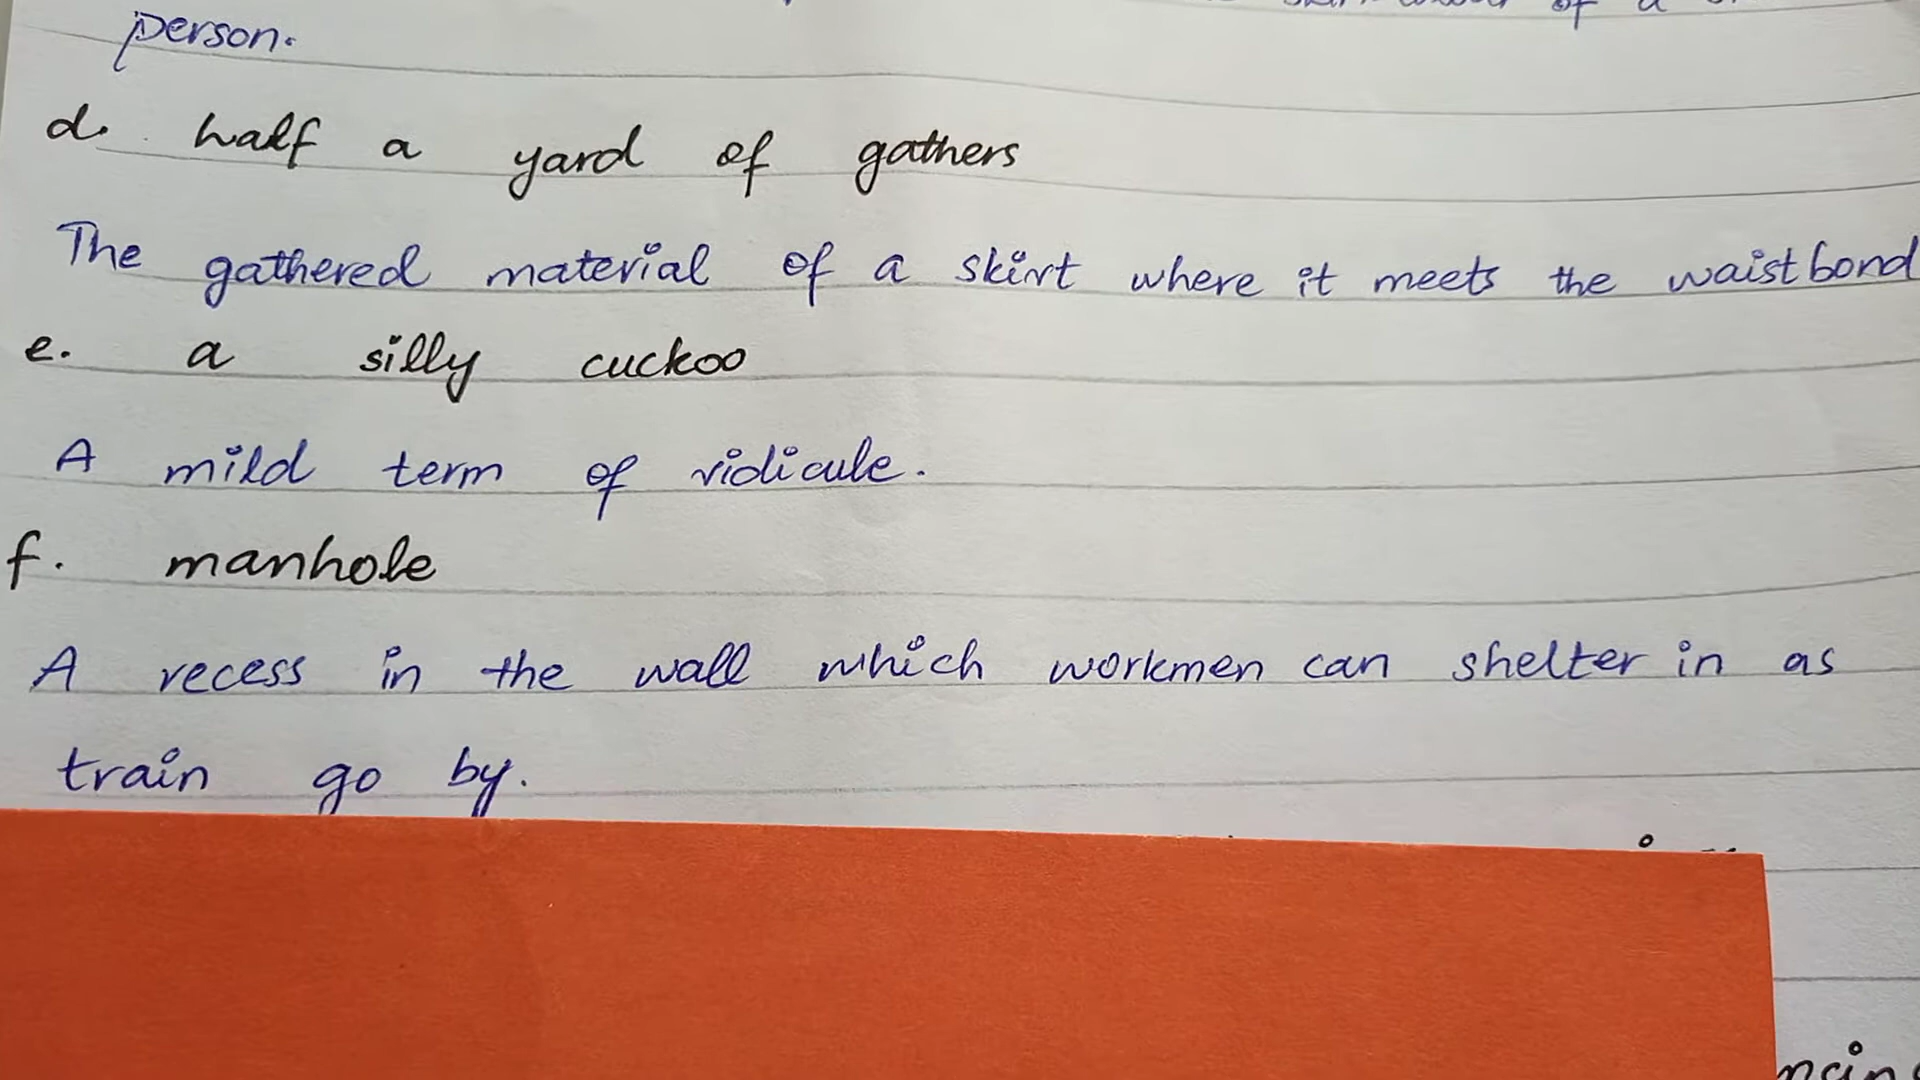 person.
d. half a yard of gathers
The gathered material of a skirt where it meets the waistbond
e. a silly cuckoo
A mild term of ridicule.
f. manhole
A recess in the wall which workmen can shelter in as
train go by.